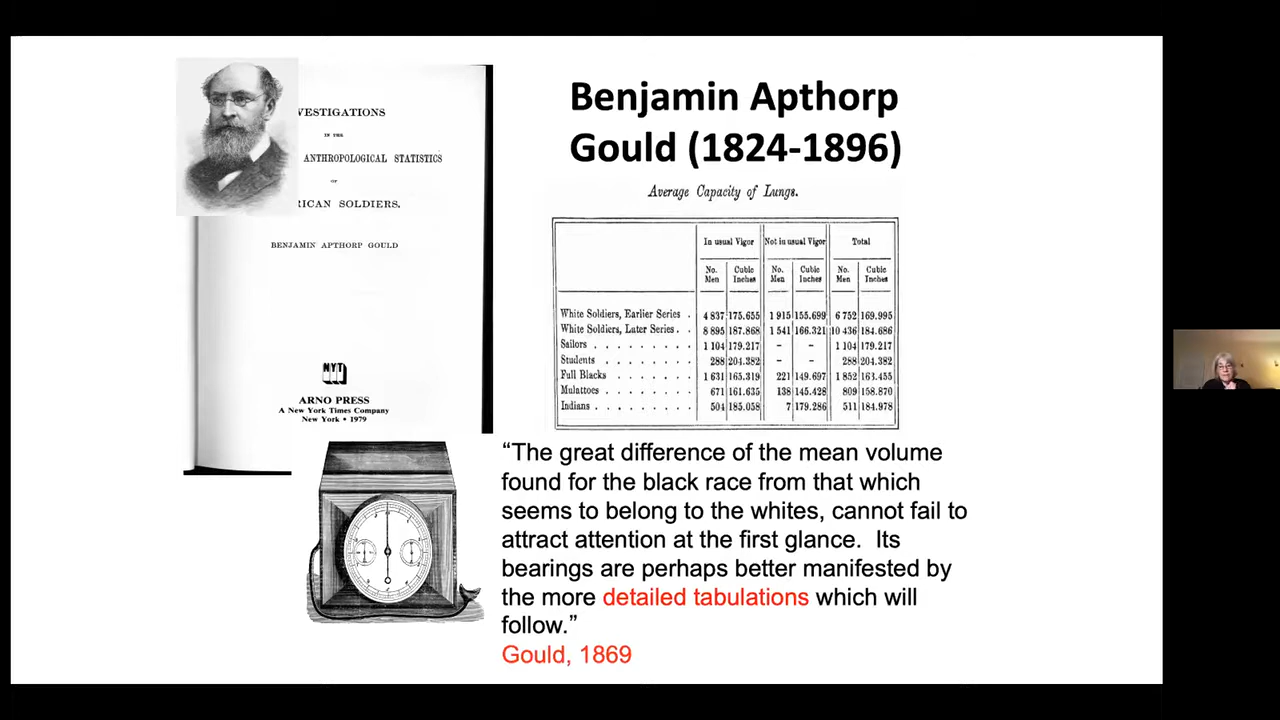 Benjamin Apthorp
Gould (1824-1896)
VESTIGATIONS
IN THE
ANTHROPOLOGICAL STATISTICS
OF
RICAN SOLDIERS.
BENJAMIN APTHORP GOULD
NYT
ARNO PRESS
A New York Times Company
New York • 1979
Average Capacity of Lungs.
In usual Vigor Not in usual Vigor Total
No. Men Cubic Inches No. Men Cubic Inches No. Men Cubic Inches
White Soldiers, Earlier Series . 4 837 175.655 1 915 155.699 6 752 169.995
White Soldiers, Later Series . . 8 895 187.868 1 541 166.321 10 436 184.686
Sailors . . . . . . . . 1 104 179.217 – – 1 104 179.217
Students . . . . . . . 288 204.382 – – 288 204.382
Full Blacks . . . . . . 1 631 165.319 221 149.697 1 852 163.455
Mulattoes . . . . . . . 671 161.635 138 145.428 809 158.870
Indians . . . . . . . . 504 185.058 7 179.286 511 184.978
“The great difference of the mean volume
found for the black race from that which
seems to belong to the whites, cannot fail to
attract attention at the first glance. Its
bearings are perhaps better manifested by
the more detailed tabulations which will
follow.”
Gould, 1869